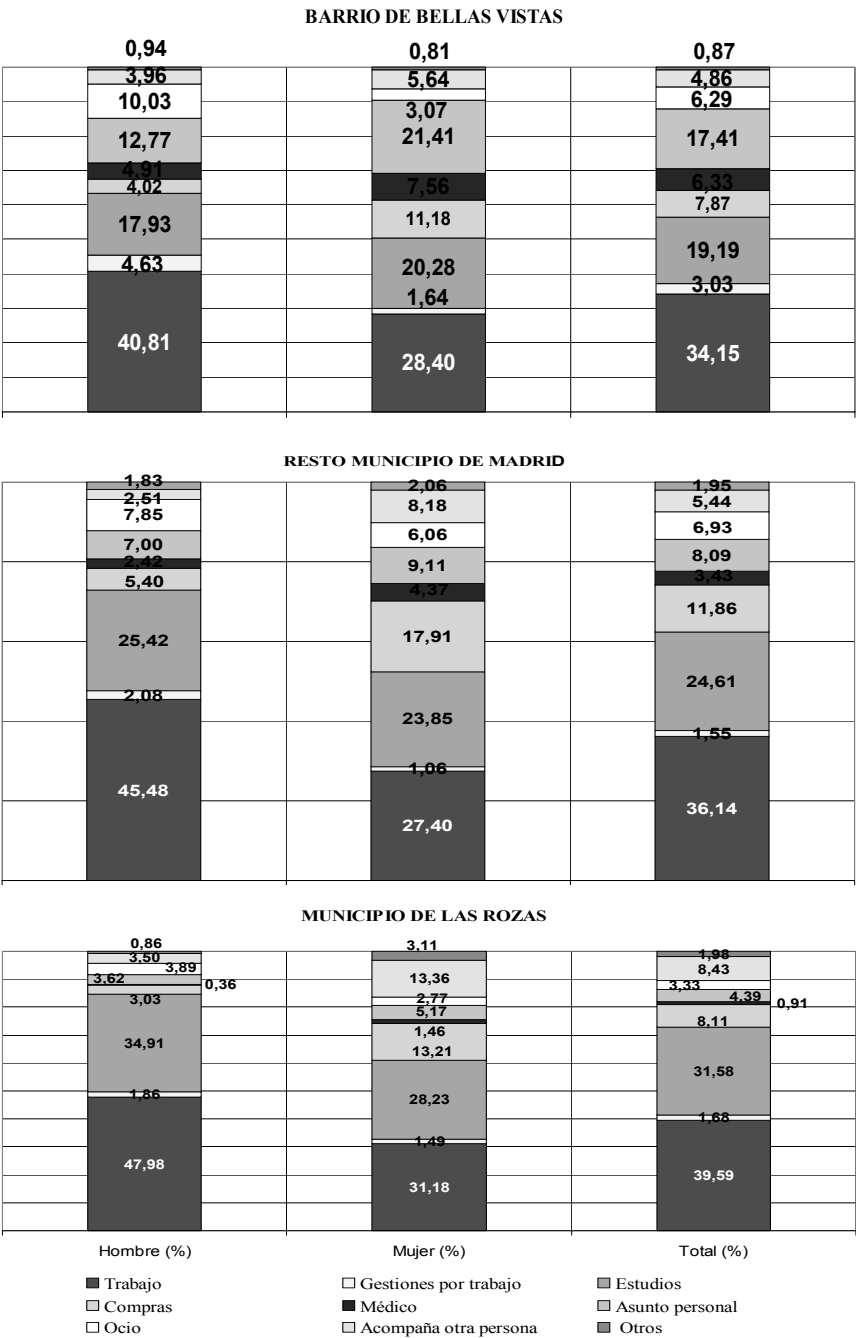 BARRIO DE BELLAS VISTAS
0,94 0,81 0,87
3,96 5,64 4,86
10,03 3,07 6,29
12,77 21,41 17,41
4,91 7,56 6,33
4,02 11,18 7,87
17,93 20,28 19,19
4,63 1,64 3,03
40,81 28,40 34,15
RESTO MUNICIPIO DE MADRID
1,83 2,06 1,95
2,51 8,18 5,44
7,85 6,06 6,93
7,00 9,11 8,09
2,42 4,37 3,43
5,40 17,91 11,86
25,42 23,85 24,61
2,08 1,06 1,55
45,48 27,40 36,14
MUNICIPIO DE LAS ROZAS
0,86 3,11 1,98
3,50 13,36 8,43
3,89 2,77 3,33
3,62 5,17 4,39
0,36 1,46 0,91
3,03 13,21 8,11
34,91 28,23 31,58
1,86 1,49 1,68
47,98 31,18 39,59
Hombre (%) Mujer (%) Total (%)
Trabajo Gestiones por trabajo Estudios
Compras Médico Asunto personal
Ocio Acompaña otra persona Otros